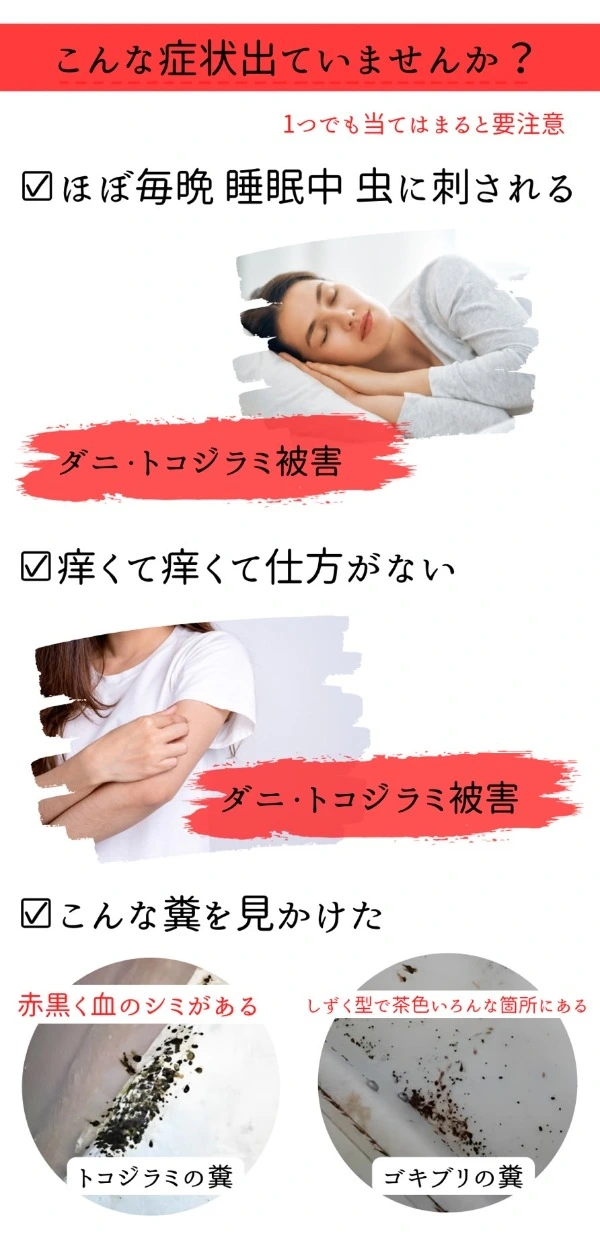 こんな症状出ていませんか？
1つでも当てはまると要注意
☑ほぼ毎晩 睡眠中 虫に刺される
ダニ・トコジラミ被害
☑痒くて痒くて仕方がない
ダニ・トコジラミ被害
☑こんな糞を見かけた
赤黒く血のシミがある
しずく型で茶色いろんな箇所にある
トコジラミの糞
ゴキブリの糞